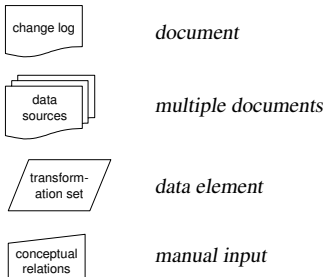 change log
document
data
sources
multiple documents
transform-
ation set
data element
conceptual
relations
manual input